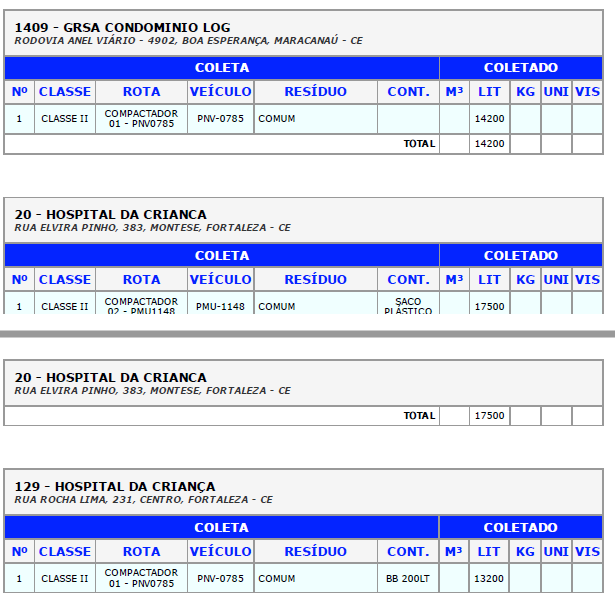 1409 - GRSA CONDOMINIO LOG
RODOVIA ANEL VIÁRIO - 4902, BOA ESPERANÇA, MARACANAÚ - CE
COLETA COLETADO
Nº CLASSE ROTA VEÍCULO RESÍDUO CONT. M³ LIT KG UNI VIS
1 CLASSE II COMPACTADOR 01 - PNV0785 PNV-0785 COMUM 14200
TOTAL 14200
20 - HOSPITAL DA CRIANCA
RUA ELVIRA PINHO, 383, MONTESE, FORTALEZA - CE
COLETA COLETADO
Nº CLASSE ROTA VEÍCULO RESÍDUO CONT. M³ LIT KG UNI VIS
1 CLASSE II COMPACTADOR 02 - PMU1148 PMU-1148 COMUM SACO PLÁSTICO 17500
20 - HOSPITAL DA CRIANCA
RUA ELVIRA PINHO, 383, MONTESE, FORTALEZA - CE
TOTAL 17500
129 - HOSPITAL DA CRIANÇA
RUA ROCHA LIMA, 231, CENTRO, FORTALEZA - CE
COLETA COLETADO
Nº CLASSE ROTA VEÍCULO RESÍDUO CONT. M³ LIT KG UNI VIS
1 CLASSE II COMPACTADOR 01 - PNV0785 PNV-0785 COMUM BB 200LT 13200